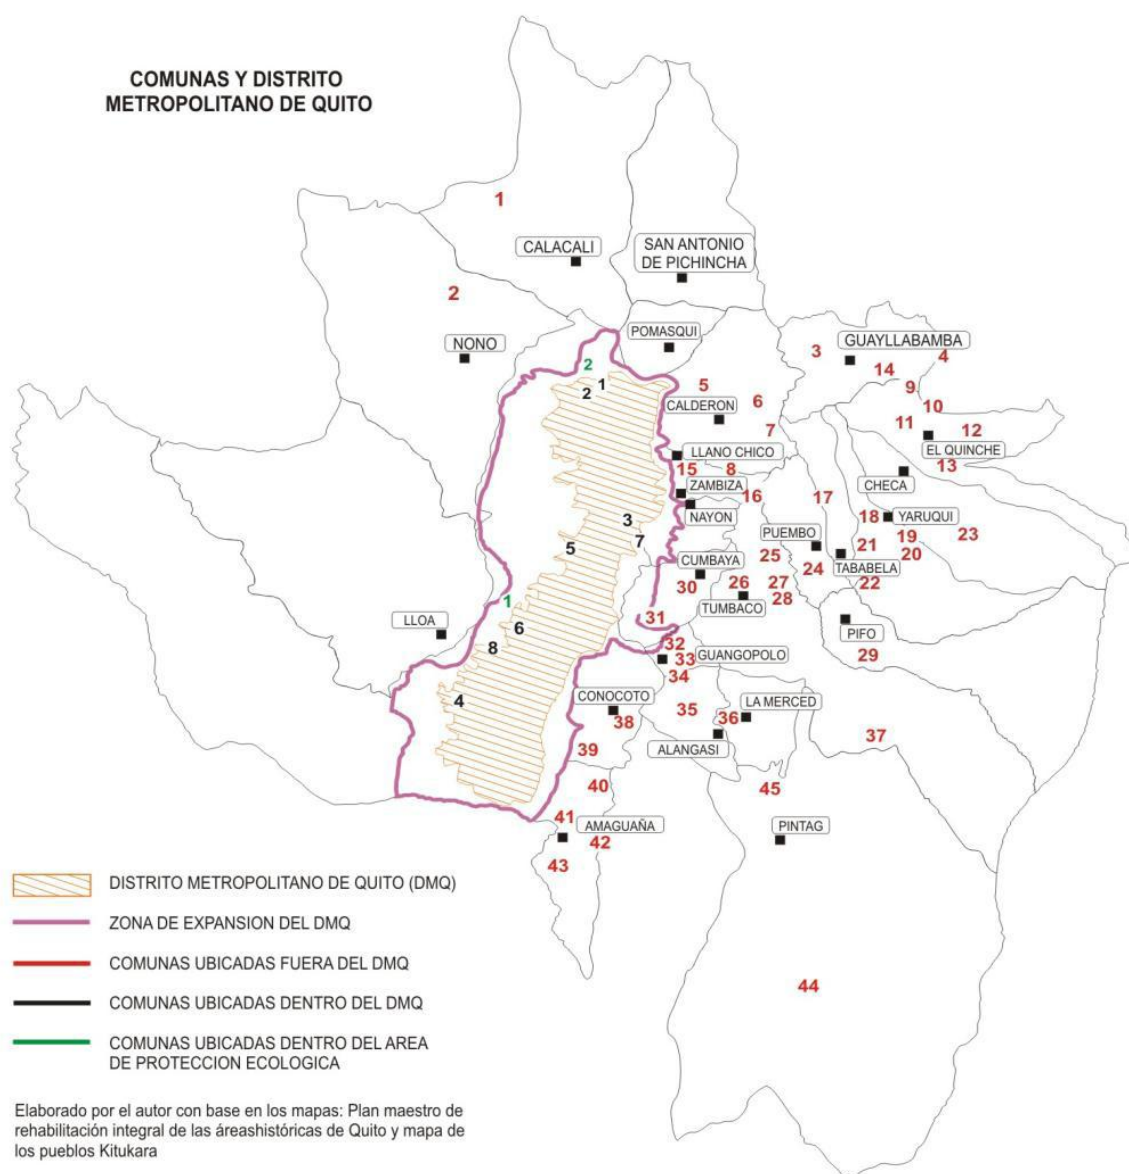 COMUNAS Y DISTRITO
METROPOLITANO DE QUITO
1
CALACALI
SAN ANTONIO
DE PICHINCHA
2
NONO
POMASQUI
3
GUAYLLABAMBA
4
14
2
1
2
5
CALDERON
6
7
9
10
11
12
EL QUINCHE
13
LLANO CHICO
15
8
ZAMBIZA
16
NAYON
CHECA
17
18
YARUQUI
19
23
20
3
7
5
PUEMBO
21
25
24
TABABELA
22
CUMBAYA
30
26
27
28
TUMBACO
1
31
LLOA
6
8
PIFO
29
32
33
GUANGOPOLO
34
4
CONOCOTO
38
35
36
LA MERCED
ALANGASI
37
39
40
45
41
AMAGUAÑA
42
43
PINTAG
44
DISTRITO METROPOLITANO DE QUITO (DMQ)
ZONA DE EXPANSION DEL DMQ
COMUNAS UBICADAS FUERA DEL DMQ
COMUNAS UBICADAS DENTRO DEL DMQ
COMUNAS UBICADAS DENTRO DEL AREA
DE PROTECCION ECOLOGICA
Elaborado por el autor con base en los mapas: Plan maestro de
rehabilitación integral de las áreashistóricas de Quito y mapa de
los pueblos Kitukara